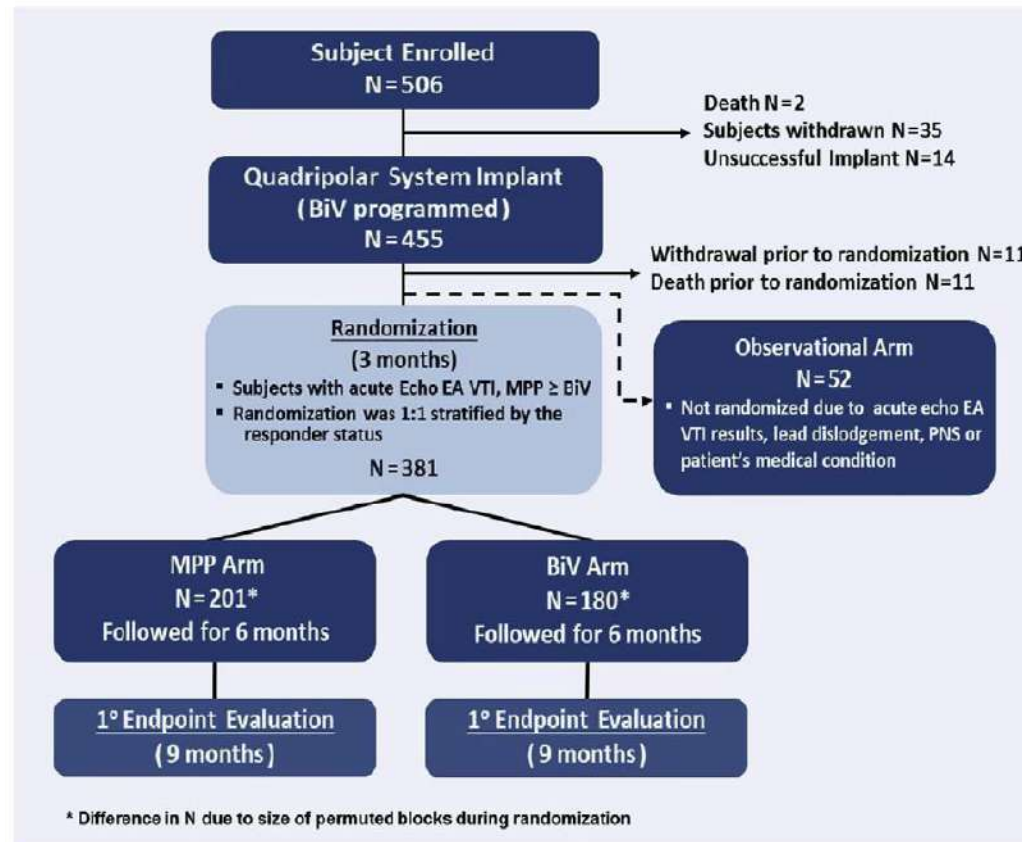 Subject Enrolled
N=506
Death N=2
Subjects withdrawn N=35
Unsuccessful Implant N=14
Quadripolar System Implant
(BiV programmed)
N=455
Withdrawal prior to randomization N=11
Death prior to randomization N=11
Randomization
(3 months)
▪ Subjects with acute Echo EA VTI, MPP ≥ BiV
▪ Randomization was 1:1 stratified by the
responder status
N=381
Observational Arm
N=52
▪ Not randomized due to acute echo EA
VTI results, lead dislodgement, PNS or
patient's medical condition
MPP Arm
N=201*
Followed for 6 months
BiV Arm
N=180*
Followed for 6 months
1° Endpoint Evaluation
(9 months)
1° Endpoint Evaluation
(9 months)
* Difference in N due to size of permuted blocks during randomization